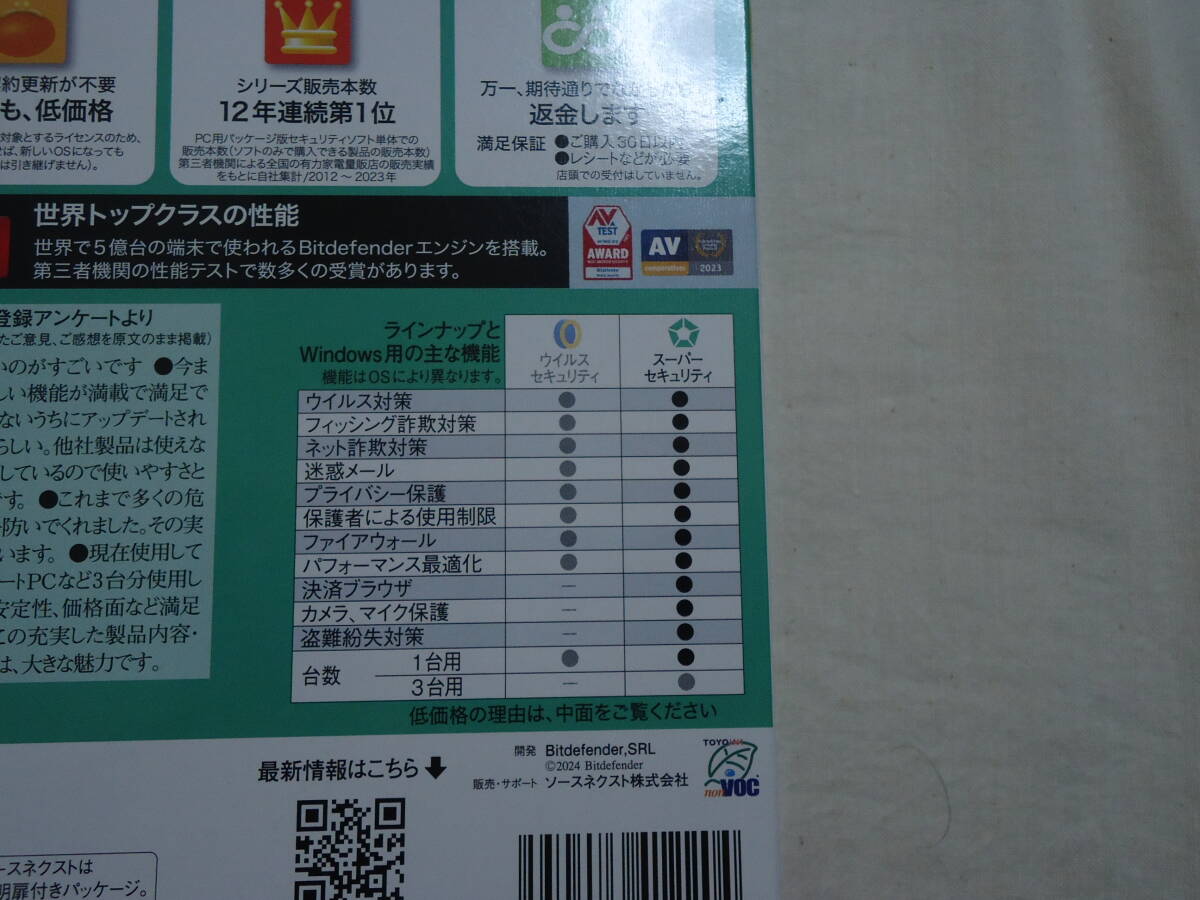 約更新が不要
も、低価格
対象とするライセンスのため、
ば、新しいOSになっても
は引き継げません)。
シリーズ販売本数
12年連続第1位
PC用パッケージ版セキュリティソフト単体での
販売本数(ソフトのみで購入できる製品の販売本数)
第三者機関による全国の有力家電量販店の販売実績
をもとに自社集計/2012～2023年
万一、期待通りで
返金します
満足保証 ●ご購入30日以内
●レシートなどが必要
店頭での受付はしていません。
世界トップクラスの性能
世界で5億台の端末で使われるBitdefenderエンジンを搭載。
第三者機関の性能テストで数多くの受賞があります。
AV
TEST
AWARD
Bitdefender
AV
comparatives
2023
登録アンケートより
たご意見、ご感想を原文のまま掲載)
いのがすごいです ●今ま
しい機能が満載で満足で
ないうちにアップデートされ
らしい。他社製品は使えな
しているので使いやすさと
です。 ●これまで多くの危
防いでくれました。その実
います。 ●現在使用して
ートPCなど3台分使用し
安定性、価格面など満足
この充実した製品内容・
は、大きな魅力です。
ラインナップと
Windows用の主な機能
機能はOSにより異なります。
ウイルス
セキュリティ
スーパー
セキュリティ
ウイルス対策 ● ●
フィッシング詐欺対策 ● ●
ネット詐欺対策 ● ●
迷惑メール ● ●
プライバシー保護 ● ●
保護者による使用制限 ● ●
ファイアウォール ● ●
パフォーマンス最適化 ● ●
決済ブラウザ — ●
カメラ、マイク保護 — ●
盗難紛失対策 — ●
台数
1台用 ● ●
3台用 — ●
低価格の理由は、中面をご覧ください
最新情報はこちら
開発 Bitdefender,SRL
©2024 Bitdefender
販売・サポート ソースネクスト株式会社
TOYO INK
non VOC
ースネクストは
明扉付きパッケージ。